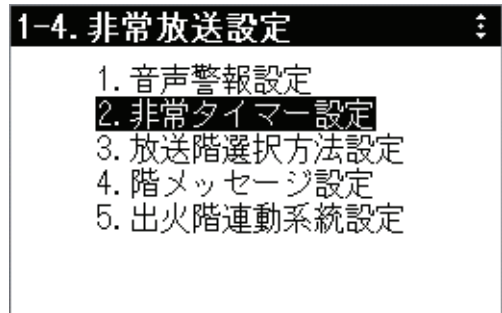 1-4.非常放送設定
1.音声警報設定
2.非常タイマー設定
3.放送階選択方法設定
4.階メッセージ設定
5.出火階連動系統設定